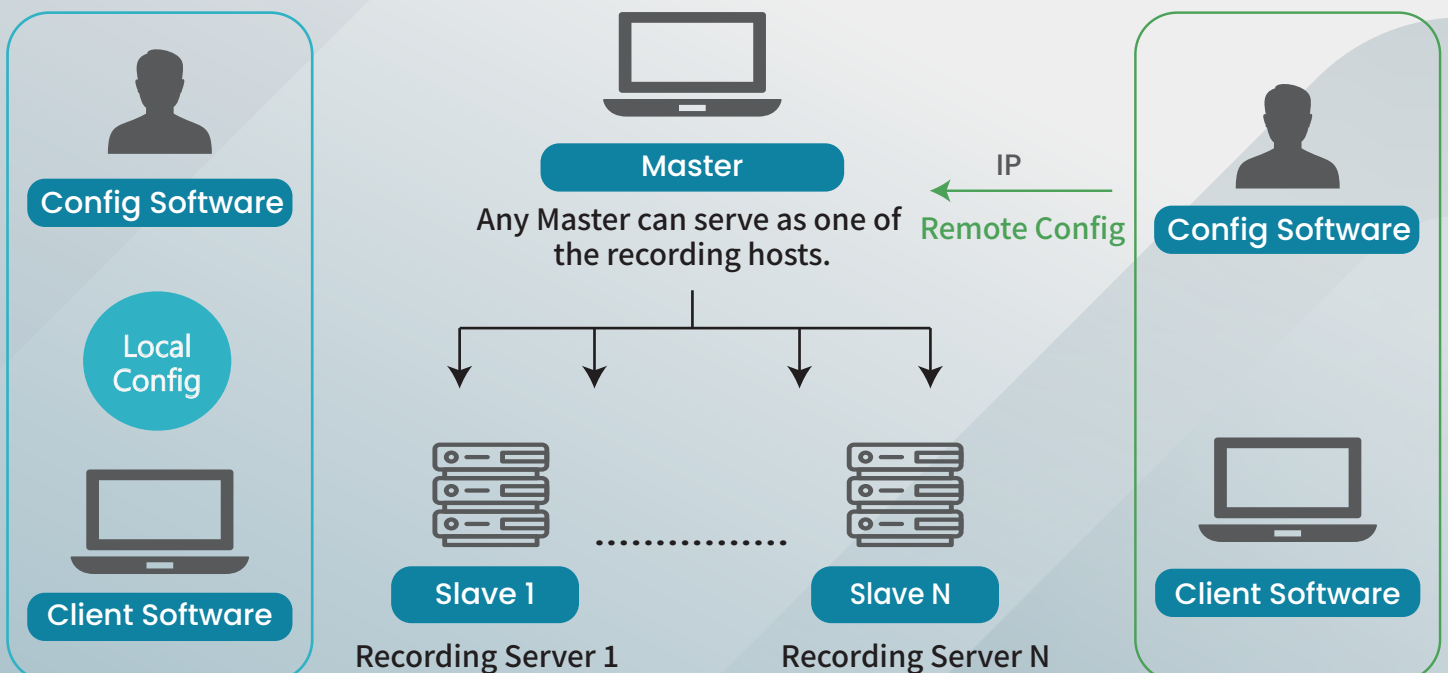 Config Software
Local
Config
Client Software
Master
Any Master can serve as one of
the recording hosts.
IP
Remote Config
Slave 1
Recording Server 1
Slave N
Recording Server N
Config Software
Client Software